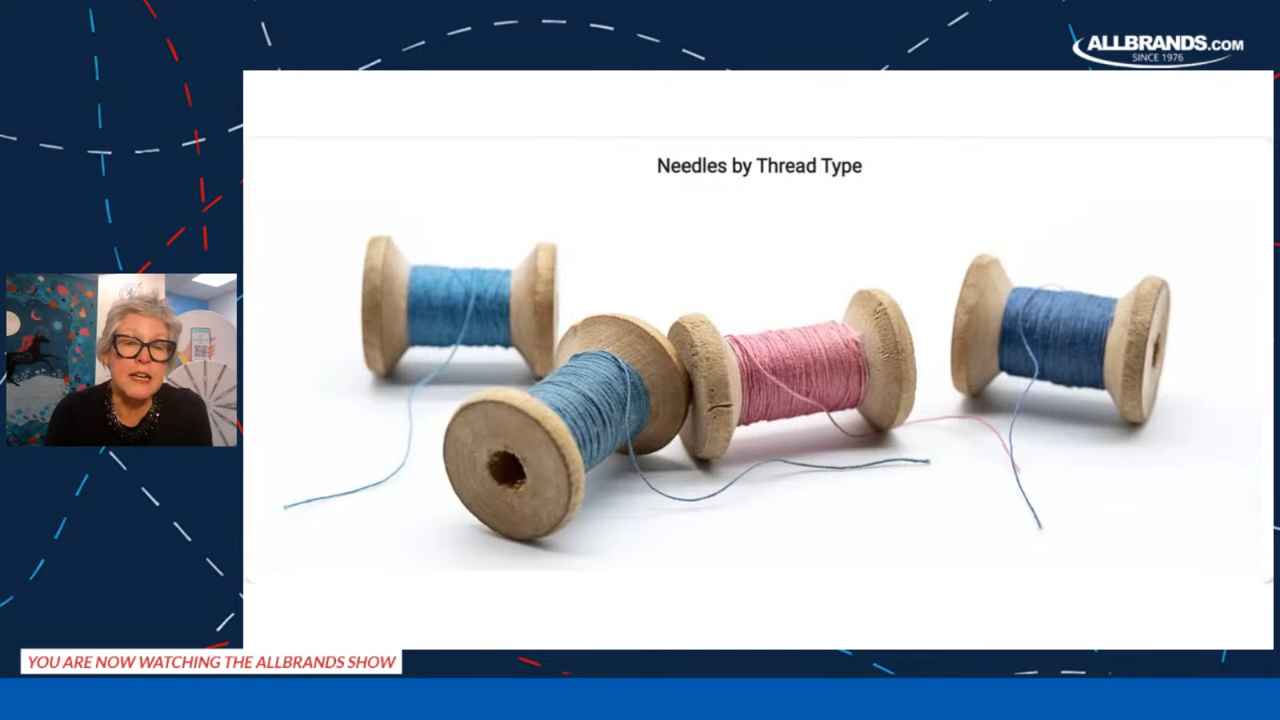 ALLBRANDS.COM
SINCE 1976
Needles by Thread Type
YOU ARE NOW WATCHING THE ALLBRANDS SHOW